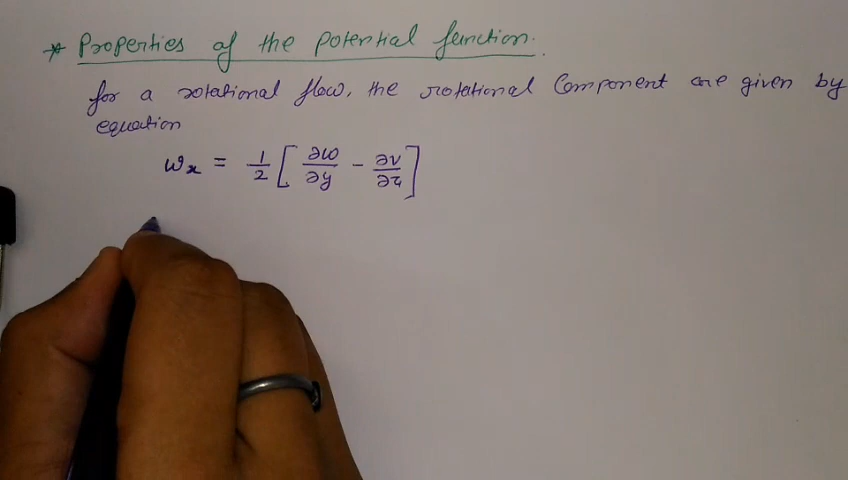 * Properties of the potential function.
for a rotational flow, the rotational Component are given by
equation
ωx = 1/2 [ ∂ω/∂y - ∂v/∂z ]